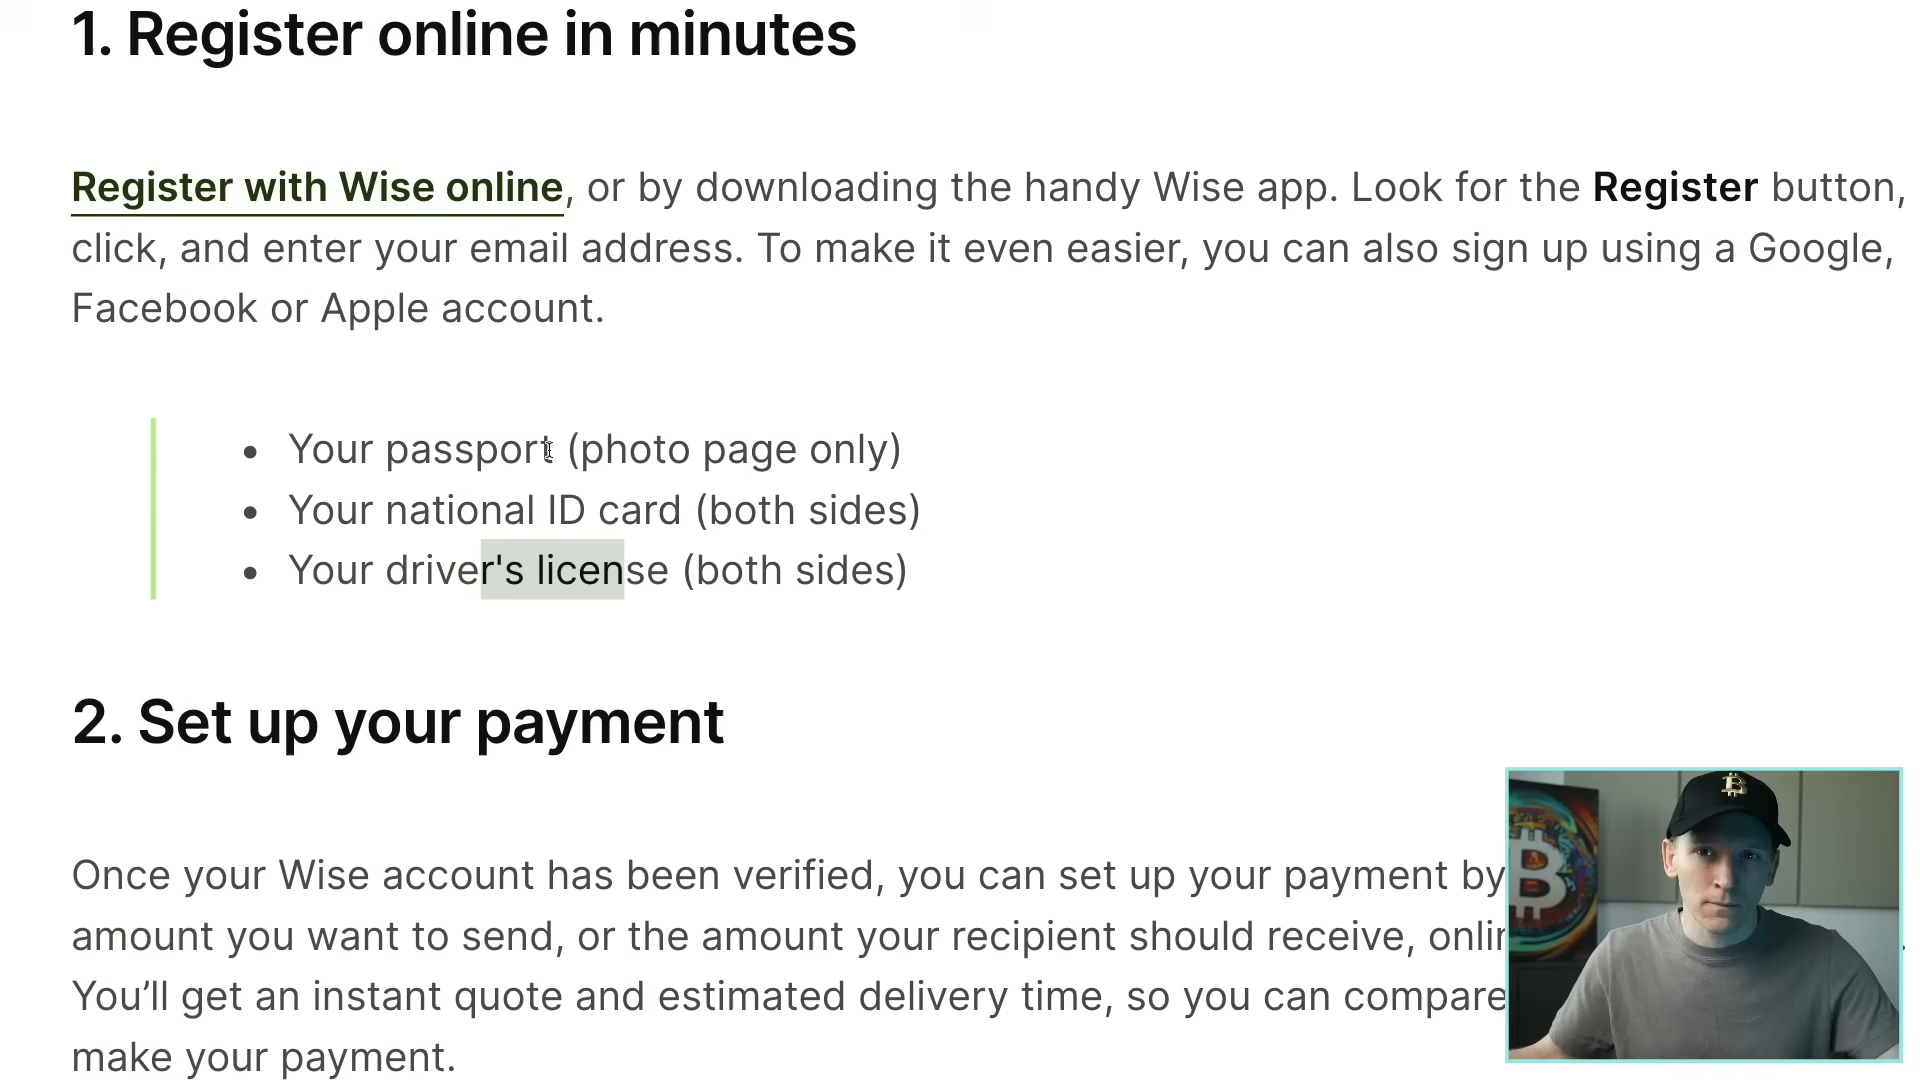 1. Register online in minutes
Register with Wise online, or by downloading the handy Wise app. Look for the Register button,
click, and enter your email address. To make it even easier, you can also sign up using a Google,
Facebook or Apple account.
• Your passport (photo page only)
• Your national ID card (both sides)
• Your driver's license (both sides)
2. Set up your payment
Once your Wise account has been verified, you can set up your payment by
amount you want to send, or the amount your recipient should receive,
You’ll get an instant quote and estimated delivery time, so you can compare
make your payment.